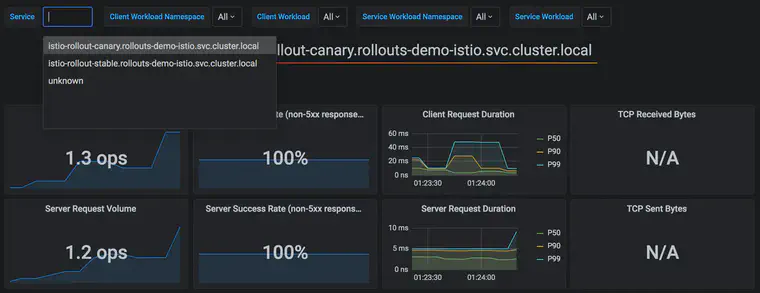 Service
Client Workload Namespace All
Client Workload All
Service Workload Namespace All
Service Workload All
istio-rollout-canary.rollouts-demo-istio.svc.cluster.local
istio-rollout-stable.rollouts-demo-istio.svc.cluster.local
unknown
llout-canary.rollouts-demo-istio.svc.cluster.local
1.3 ops
te (non-5xx response…
100%
Client Request Duration
60 ms
40 ms
20 ms
0 ns
01:23:30
01:24:00
P50
P90
P99
TCP Received Bytes
N/A
Server Request Volume
1.2 ops
Server Success Rate (non-5xx respons…
100%
Server Request Duration
10 ms
5 ms
0 ns
01:23:30
01:24:00
P50
P90
P99
TCP Sent Bytes
N/A